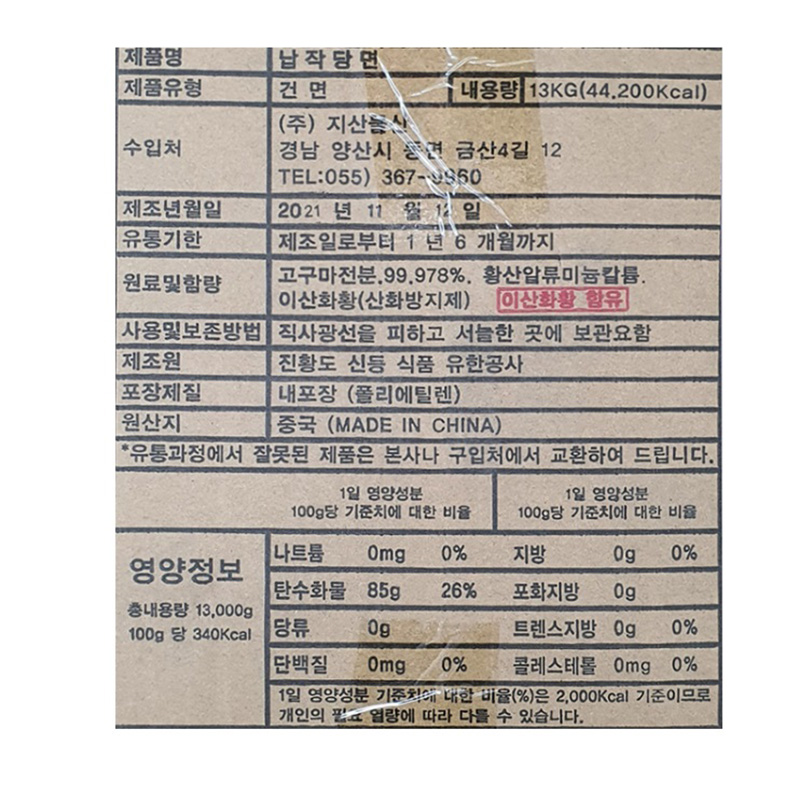 제품명 납작당면
제품유형 건 면 내용량 13KG(44.200Kcal)
수입처 (주) 지산물산
경남 양산시 동면 금산4길 12
TEL:055) 367-9860
제조년월일 2021 년 11 월 12 일
유통기한 제조일로부터 1 년 6 개월까지
원료및함량 고구마전분.99.978%. 황산알류미늄칼륨.
이산화황(산화방지제) 이산화황 함유
사용및보존방법 직사광선을 피하고 서늘한 곳에 보관요함
제조원 진황도 신등 식품 유한공사
포장제질 내포장 (폴리에틸렌)
원산지 중국 (MADE IN CHINA)
*유통과정에서 잘못된 제품은 본사나 구입처에서 교환하여 드립니다.
1일 영양성분 1일 영양성분
100g당 기준치에 대한 비율 100g당 기준치에 대한 비율
영양정보
총내용량 13,000g
100g 당 340Kcal
나트륨 0mg 0% 지방 0g 0%
탄수화물 85g 26% 포화지방 0g
당류 0g 트렌스지방 0g 0%
단백질 0mg 0% 콜레스테롤 0mg 0%
1일 영양성분 기준치에 대한 비율(%)은 2,000Kcal 기준이므로
개인의 필요 열량에 따라 다를 수 있습니다.